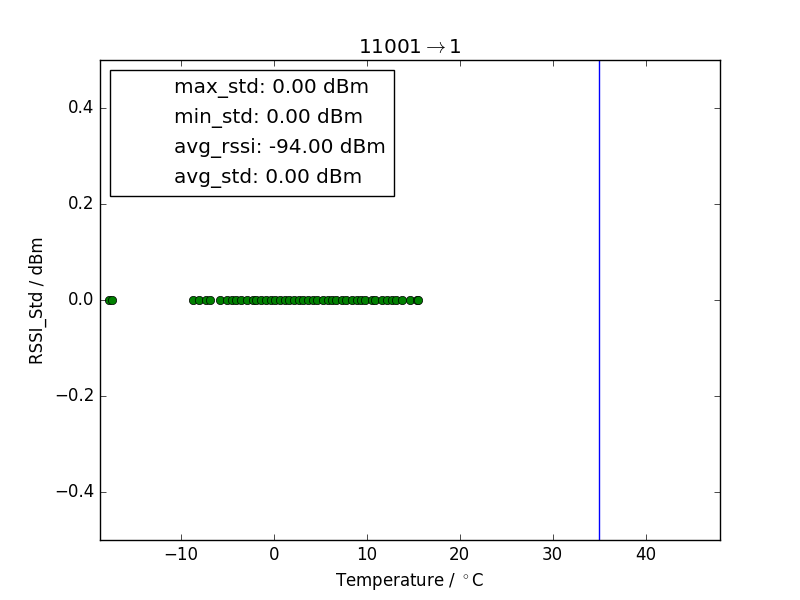 11001→1
max_std: 0.00 dBm
min_std: 0.00 dBm
avg_rssi: -94.00 dBm
avg_std: 0.00 dBm
0.4
0.2
0.0
−0.2
−0.4
RSSI_Std / dBm
−10 0 10 20 30 40
Temperature / °C